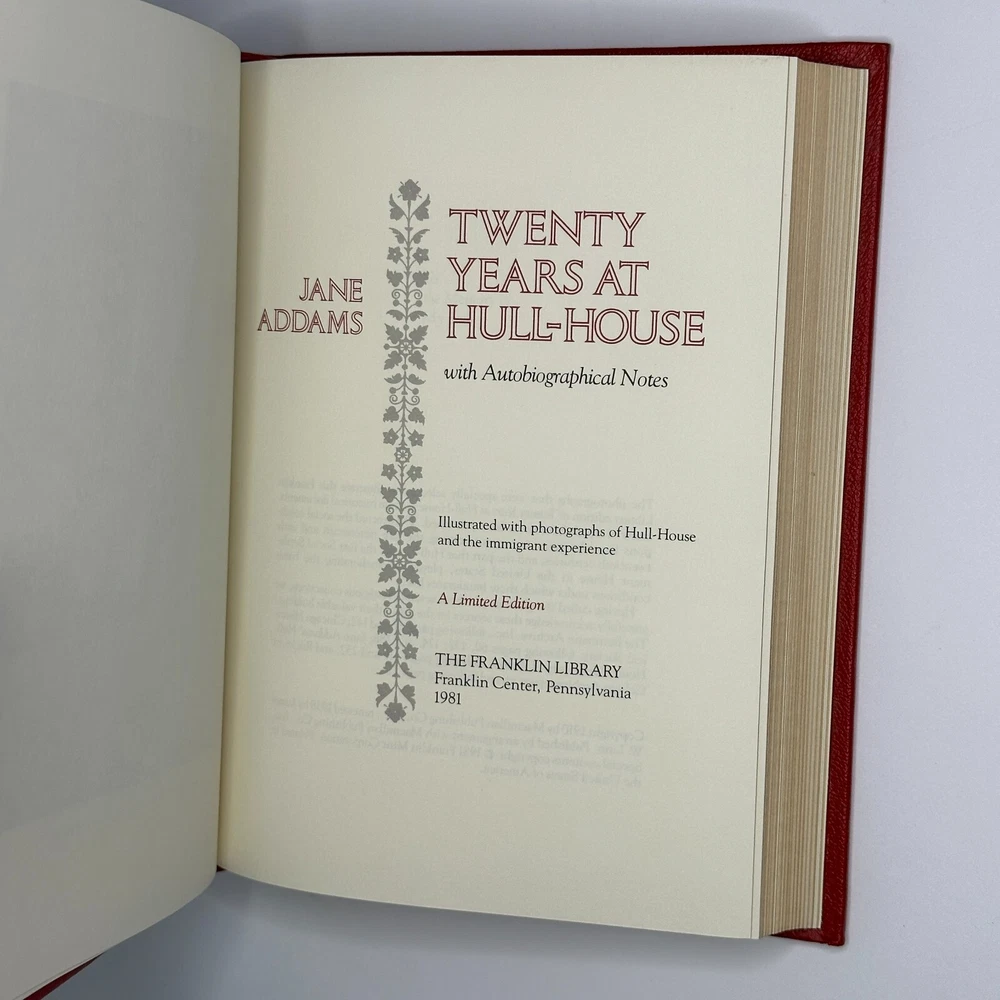 JANE
ADDAMS
TWENTY
YEARS AT
HULL-HOUSE
with Autobiographical Notes
Illustrated with photographs of Hull-House
and the immigrant experience
A Limited Edition
THE FRANKLIN LIBRARY
Franklin Center, Pennsylvania
1981